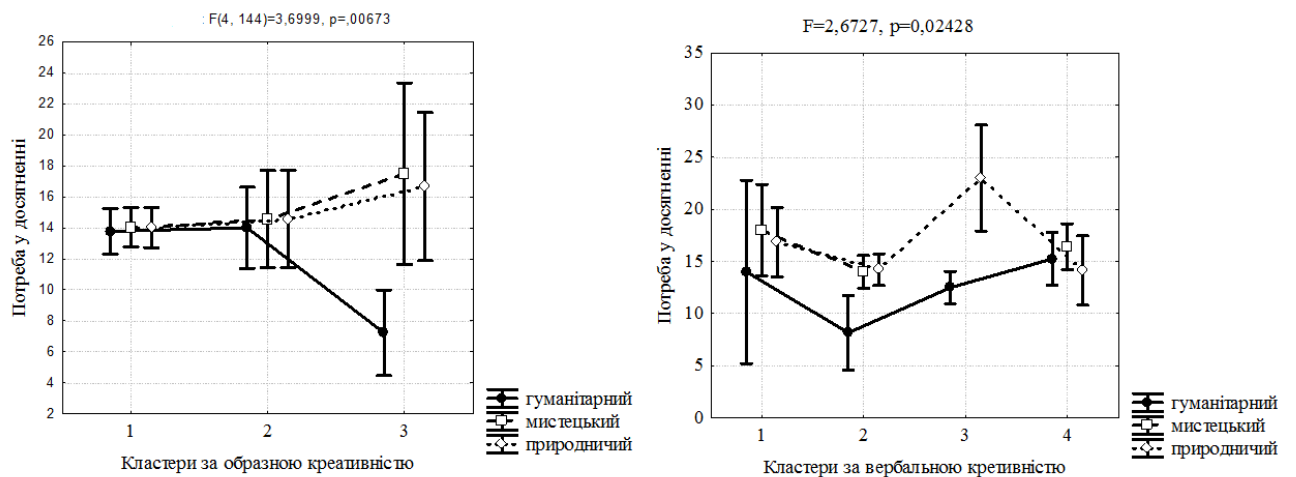 : F(4, 144)=3,6999, p=,00673
26
24
22
20
18
16
14
12
10
8
6
4
2
Потреба у досягненні
1 2 3
Кластери за образною креативністю
гуманітарний
мистецький
природничий
F=2,6727, p=0,02428
35
30
25
20
15
10
5
0
Потреба у досягненні
1 2 3 4
Кластери за вербальною кретивністю
гуманітарний
мистецький
природничий